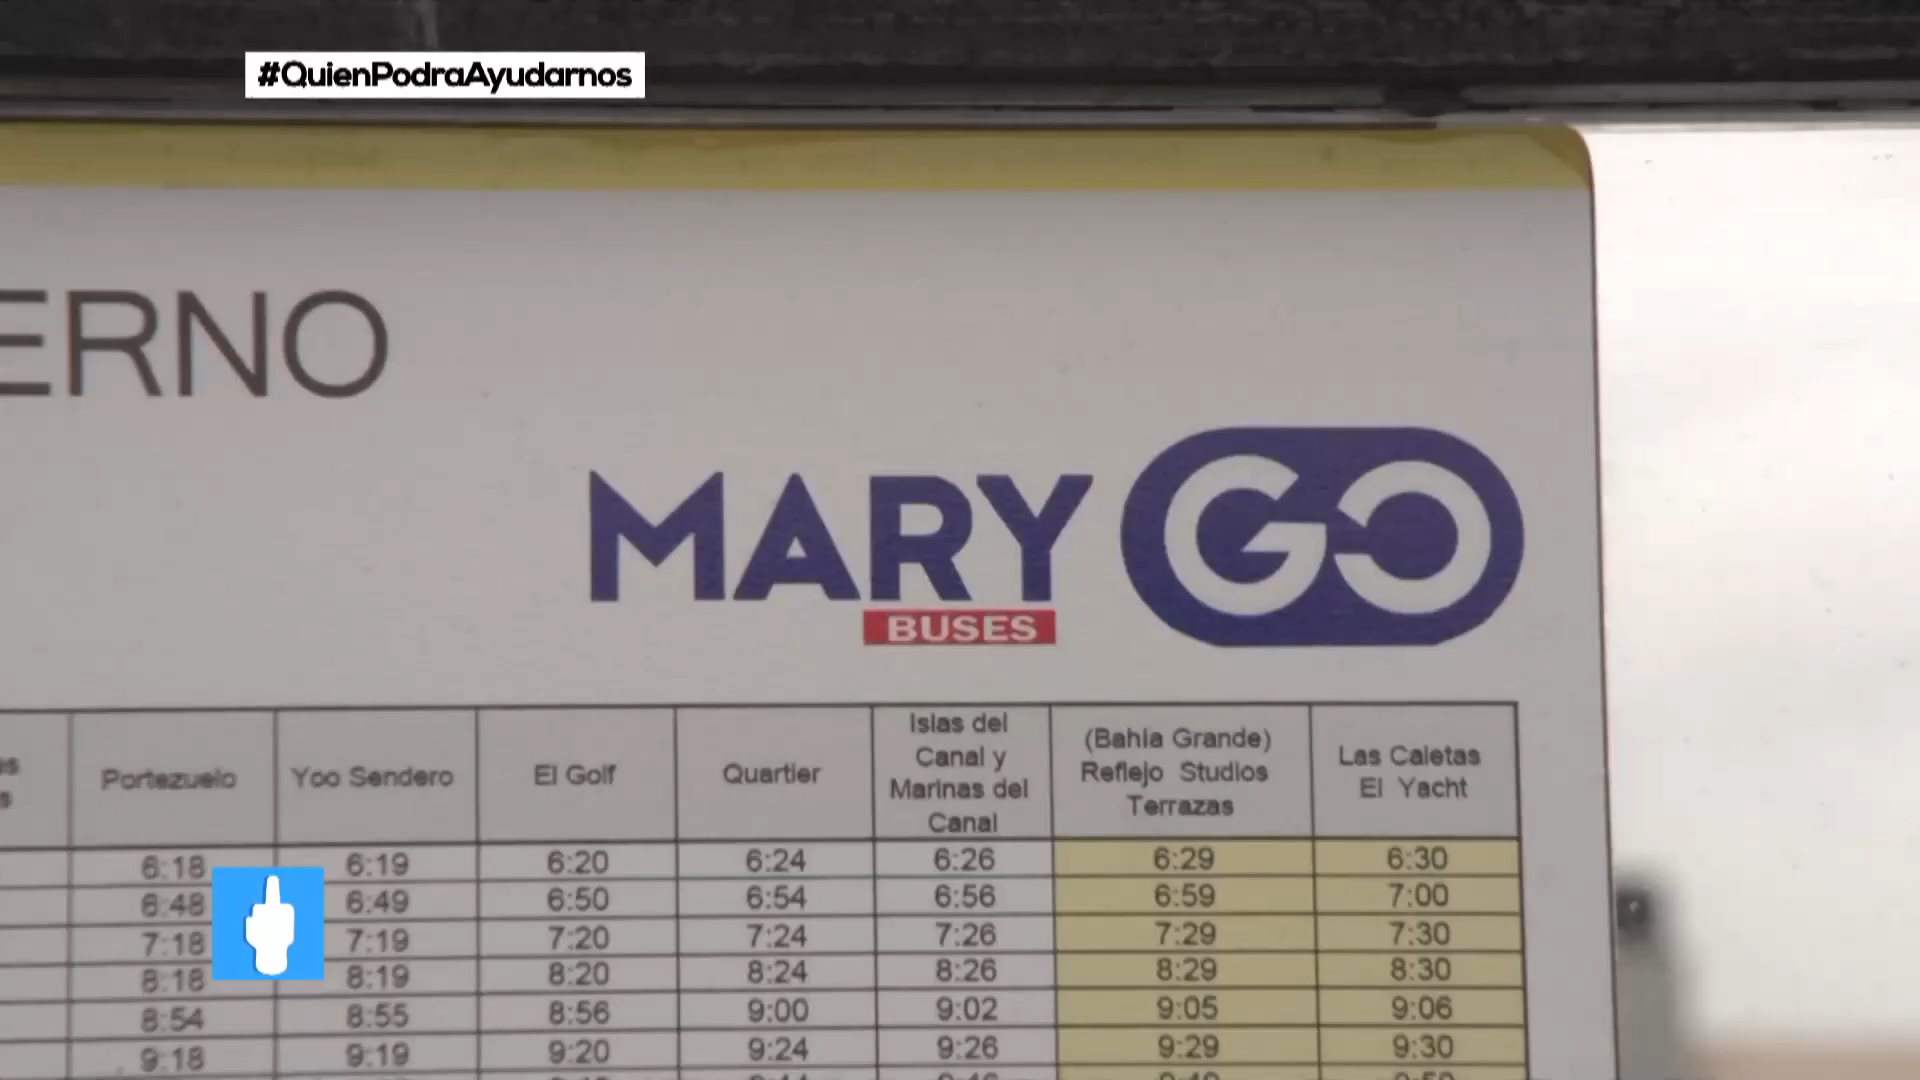 #QuienPodraAyudarnos
ERNO
MARY GO
BUSES
Portezuelo Yoo Sendero El Golf Quartier Islas del Canal y Marinas del Canal (Bahia Grande) Reflejo Studios Terrazas Las Caletas El Yacht
6:18 6:19 6:20 6:24 6:26 6:29 6:30
6:48 6:49 6:50 6:54 6:56 6:59 7:00
7:18 7:19 7:20 7:24 7:26 7:29 7:30
8:18 8:19 8:20 8:24 8:26 8:29 8:30
8:54 8:55 8:56 9:00 9:02 9:05 9:06
9:18 9:19 9:20 9:24 9:26 9:29 9:30